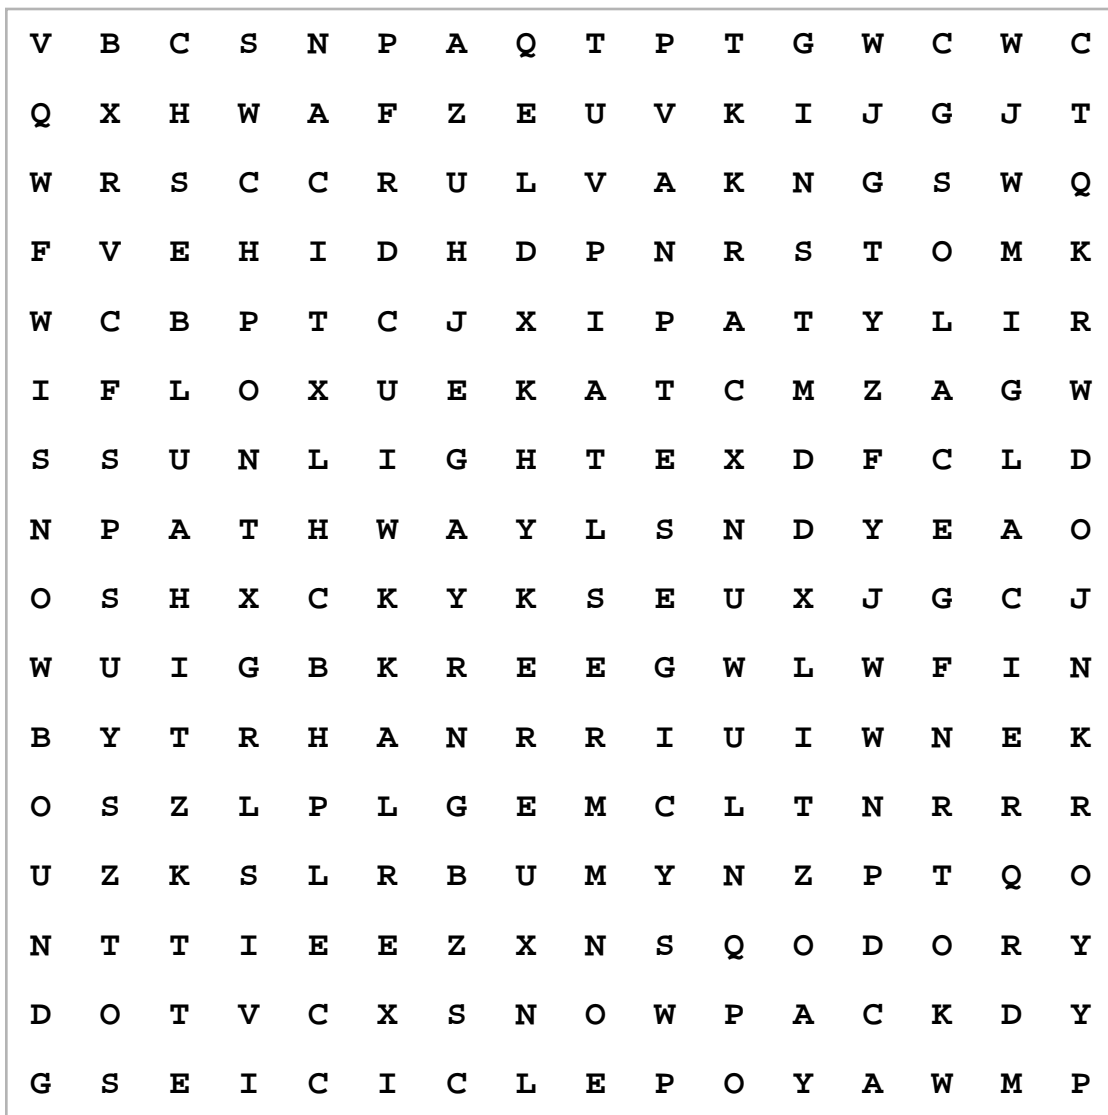 V B C S N P A Q T P T G W C W C
Q X H W A F Z E U V K I J G J T
W R S C C R U L V A K N G S W Q
F V E H I D H D P N R S T O M K
W C B P T C J X I P A T Y L I R
I F L O X U E K A T C M Z A G W
S S U N L I G H T E X D F C L D
N P A T H W A Y L S N D Y E A O
O S H X C K Y K S E U X J G C J
W U I G B K R E E G W L W F I N
B Y T R H A N R R I U I W N E K
O S Z L P L G E M C L T N R R R
U Z K S L R B U M Y N Z P T Q O
N T T I E E Z X N S Q O D O R Y
D O T V C X S N O W P A C K D Y
G S E I C I C L E P O Y A W M P